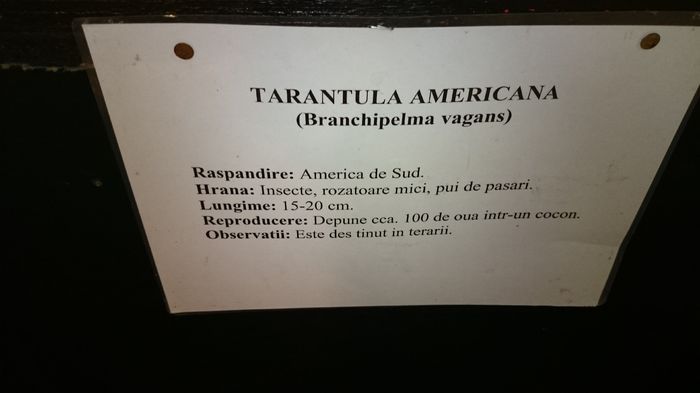 TARANTULA AMERICANA
(Branchipelma vagans)
Raspandire: America de Sud.
Hrana: Insecte, rozatoare mici, pui de pasari.
Lungime: 15-20 cm.
Reproducere: Depune cca. 100 de oua intr-un cocon.
Observatii: Este des tinut in terarii.